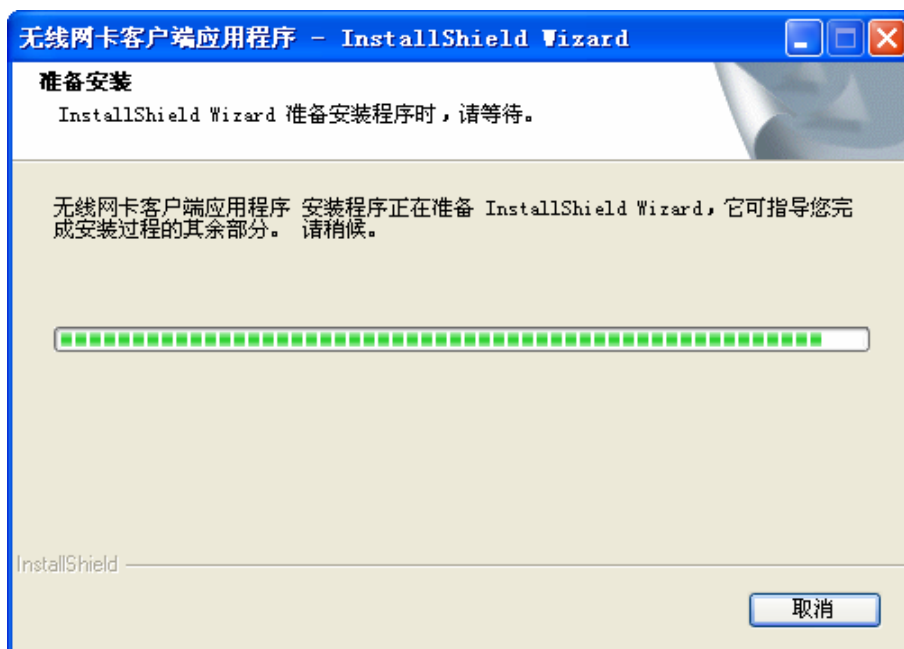 无线网卡客户端应用程序 - InstallShield Wizard
准备安装
InstallShield Wizard 准备安装程序时，请等待。
无线网卡客户端应用程序 安装程序正在准备 InstallShield Wizard，它可指导您完
成安装过程的其余部分。 请稍候。
InstallShield
取消